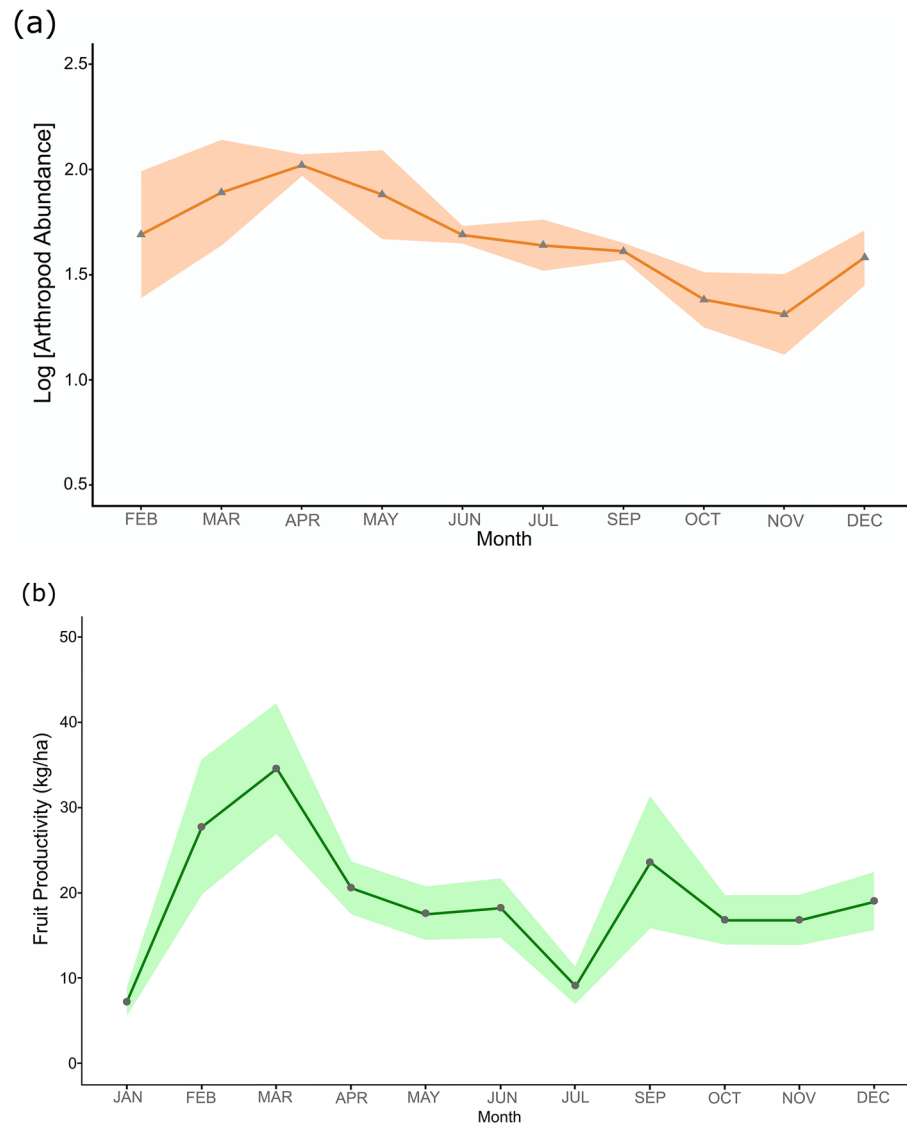 (a)
Log [Arthropod Abundance]
2.5
2.0
1.5
1.0
0.5
FEB MAR APR MAY JUN JUL SEP OCT NOV DEC
Month
(b)
Fruit Productivity (kg/ha)
50
40
30
20
10
0
JAN FEB MAR APR MAY JUN JUL SEP OCT NOV DEC
Month